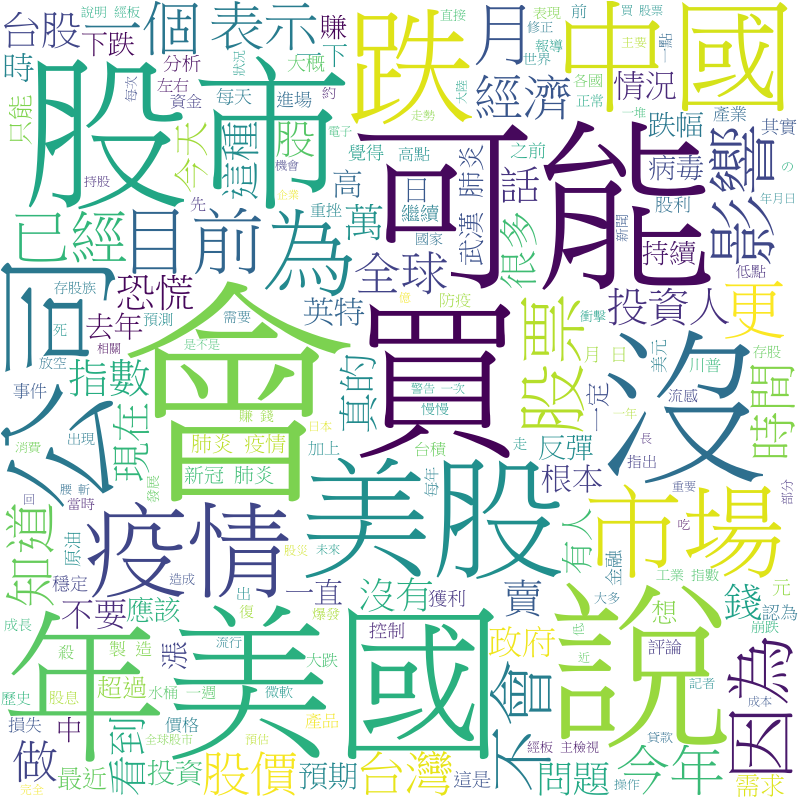 說明 經板
台股
一個
表示
賺
直接
買 股票
表現
前
主要
一點
修正
報導
世界
月
中國
跌
下跌
下
時
分析
大概
狀況
每次
左右
資金
每天
進場
約
只能
股市
今天
這種
股
電子
機會
企業
持股
先
覺得
高點
走勢
大陸
經濟
各國
正常
一堆
情況
產業
跌幅
其實
の
病毒
影響
年月日
股利
之前
話
肺炎
武漢
日
繼續
國家
高
萬
重挫
可能
新聞
持續
低點
已經
目前
為
全球
很多
公司
恐慌
存股族
去年
預測
死
放空
相關
需要
是不是
會
買
英特
億
防疫
股票
衝擊
投資人
更
月 日
美元
川普
存股
沒
流感
一年
長
指出
時間
一定
真的
警告 一次
慢慢
指數
現在
事件
賺 錢
日本
肺炎 疫情
加上
新冠 肺炎
台積
走
反彈
每年
根本
有人
重要
部分
吃
消費
出現
腰 斬
回
當時
發展
知道
原油
疫情
美股
市場
股災
未來
金融
工業 指數
穩定
造成
一直
沒有
獲利
賣
想
錢
元
認為
不要
應該
出
復
爆發
大多
崩跌
成長
年
製 造
漲
殺
流行
大跌
美國
控制
政府
不會
說
評論
低
近
因為
歷史
股息
超過
水桶 一週
微軟
記者
成本
損失
中
價格
產品
看到
做
最近
投資
全球股市
預估
股價
預期
台灣
這是
經板 主檢視
問題
貸款
今年
需求
完全
操作